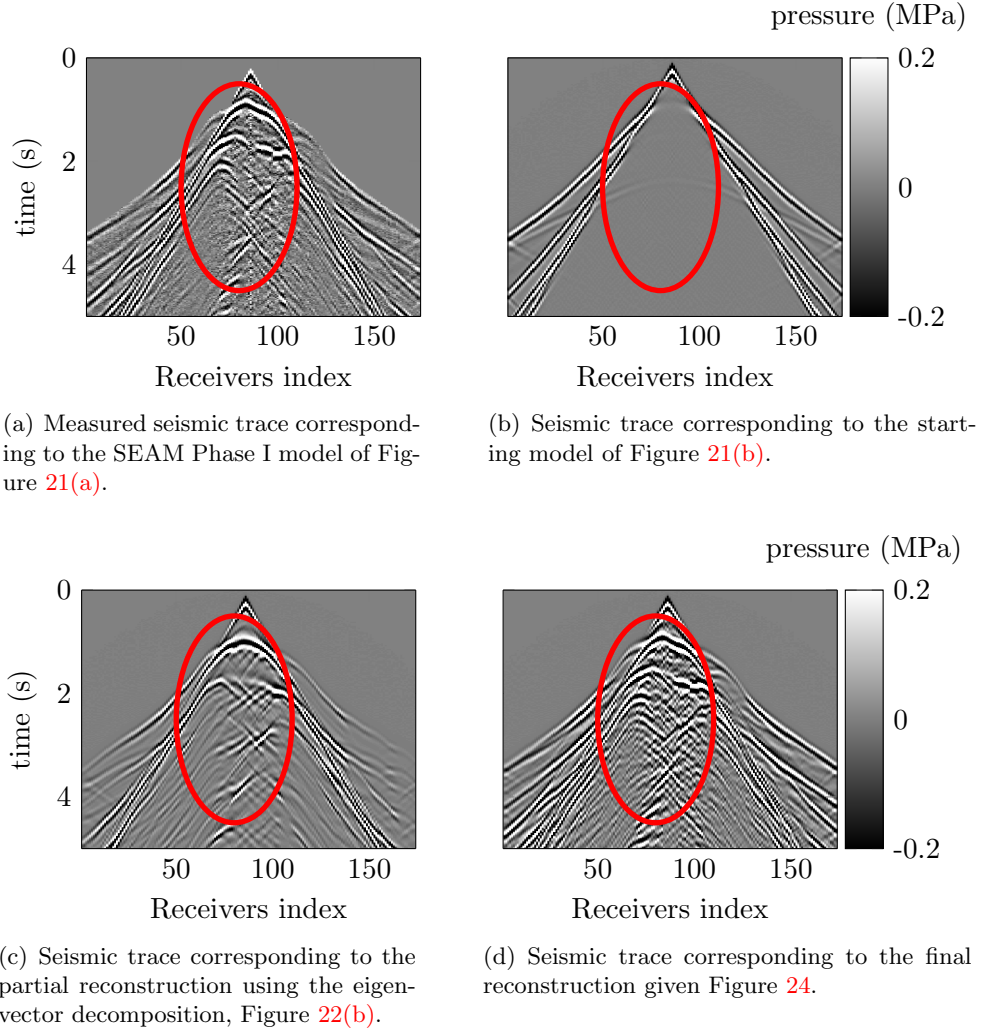 pressure (MPa)
0
2
4
time (s)
50
100
150
Receivers index
50
100
150
Receivers index
0.2
0
-0.2
(a) Measured seismic trace correspond-
ing to the SEAM Phase I model of Fig-
ure 21(a).
(b) Seismic trace corresponding to the start-
ing model of Figure 21(b).
pressure (MPa)
0
2
4
time (s)
50
100
150
Receivers index
50
100
150
Receivers index
0.2
0
-0.2
(c) Seismic trace corresponding to the
partial reconstruction using the eigen-
vector decomposition, Figure 22(b).
(d) Seismic trace corresponding to the final
reconstruction given Figure 24.